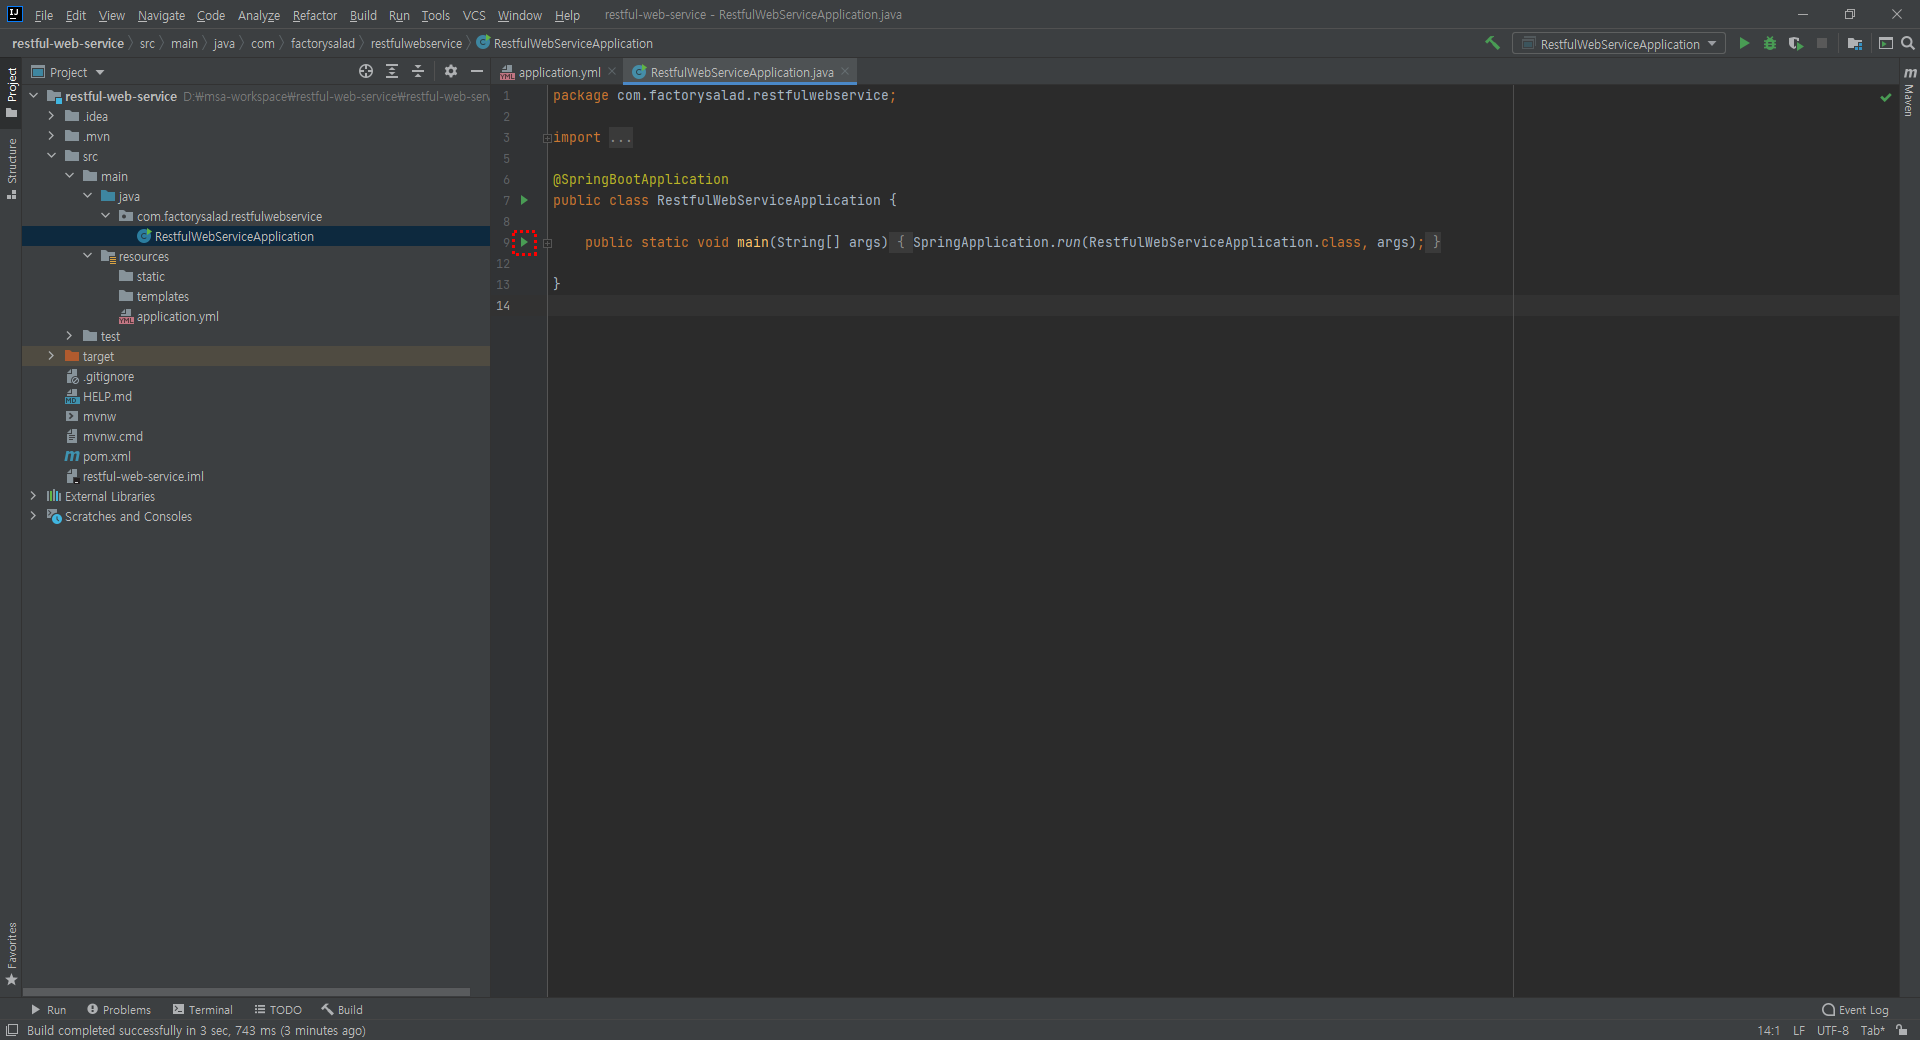 File Edit View Navigate Code Analyze Refactor Build Run Tools VCS Window Help restful-web-service - RestfulWebServiceApplication.java
restful-web-service src main java com factorysalad restfulwebservice RestfulWebServiceApplication
RestfulWebServiceApplication
Project
Structure
Favorites
Project
restful-web-service D:₩msa-workspace₩restful-web-service₩restful-web-serv
.idea
.mvn
src
main
java
com.factorysalad.restfulwebservice
RestfulWebServiceApplication
resources
static
templates
application.yml
test
target
.gitignore
HELP.md
mvnw
mvnw.cmd
pom.xml
restful-web-service.iml
External Libraries
Scratches and Consoles
application.yml RestfulWebServiceApplication.java
1 package com.factorysalad.restfulwebservice;
2
3 import ...
5
6 @SpringBootApplication
7 public class RestfulWebServiceApplication {
8
9 public static void main(String[] args) { SpringApplication.run(RestfulWebServiceApplication.class, args); }
12
13 }
14
Maven
Run Problems Terminal TODO Build Event Log
Build completed successfully in 3 sec, 743 ms (3 minutes ago) 14:1 LF UTF-8 Tab*